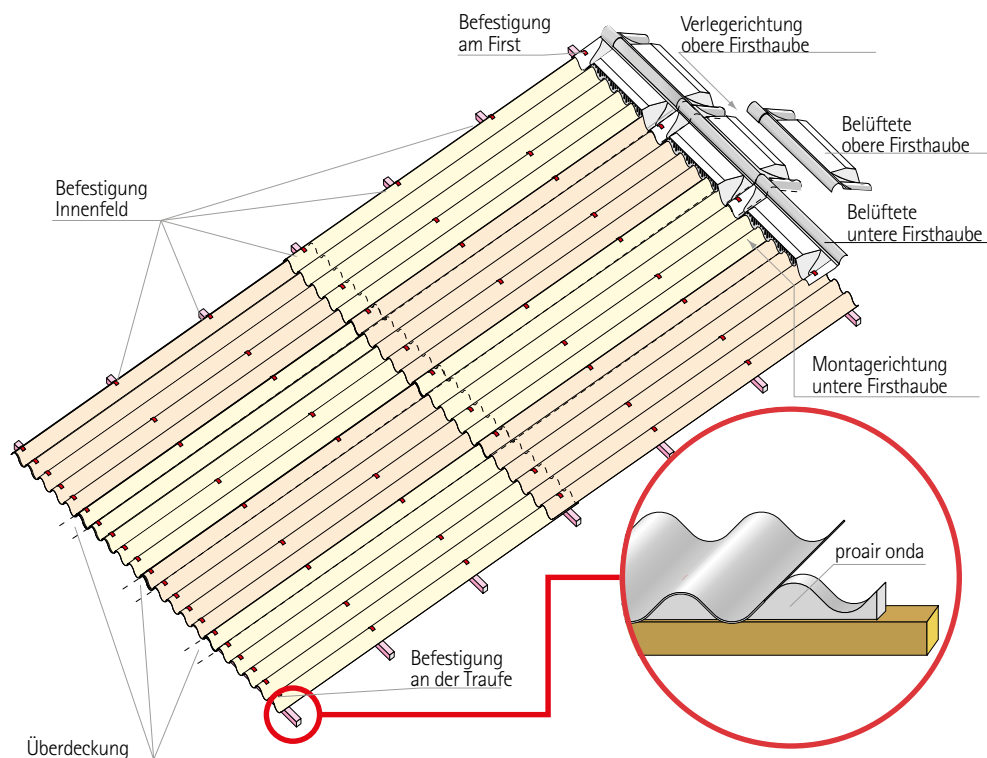 Befestigung
am First
Verlegerichtung
obere Firsthaube
Belüftete
obere Firsthaube
Befestigung
Innenfeld
Belüftete
untere Firsthaube
Montagerichtung
untere Firsthaube
proair onda
Befestigung
an der Traufe
Überdeckung